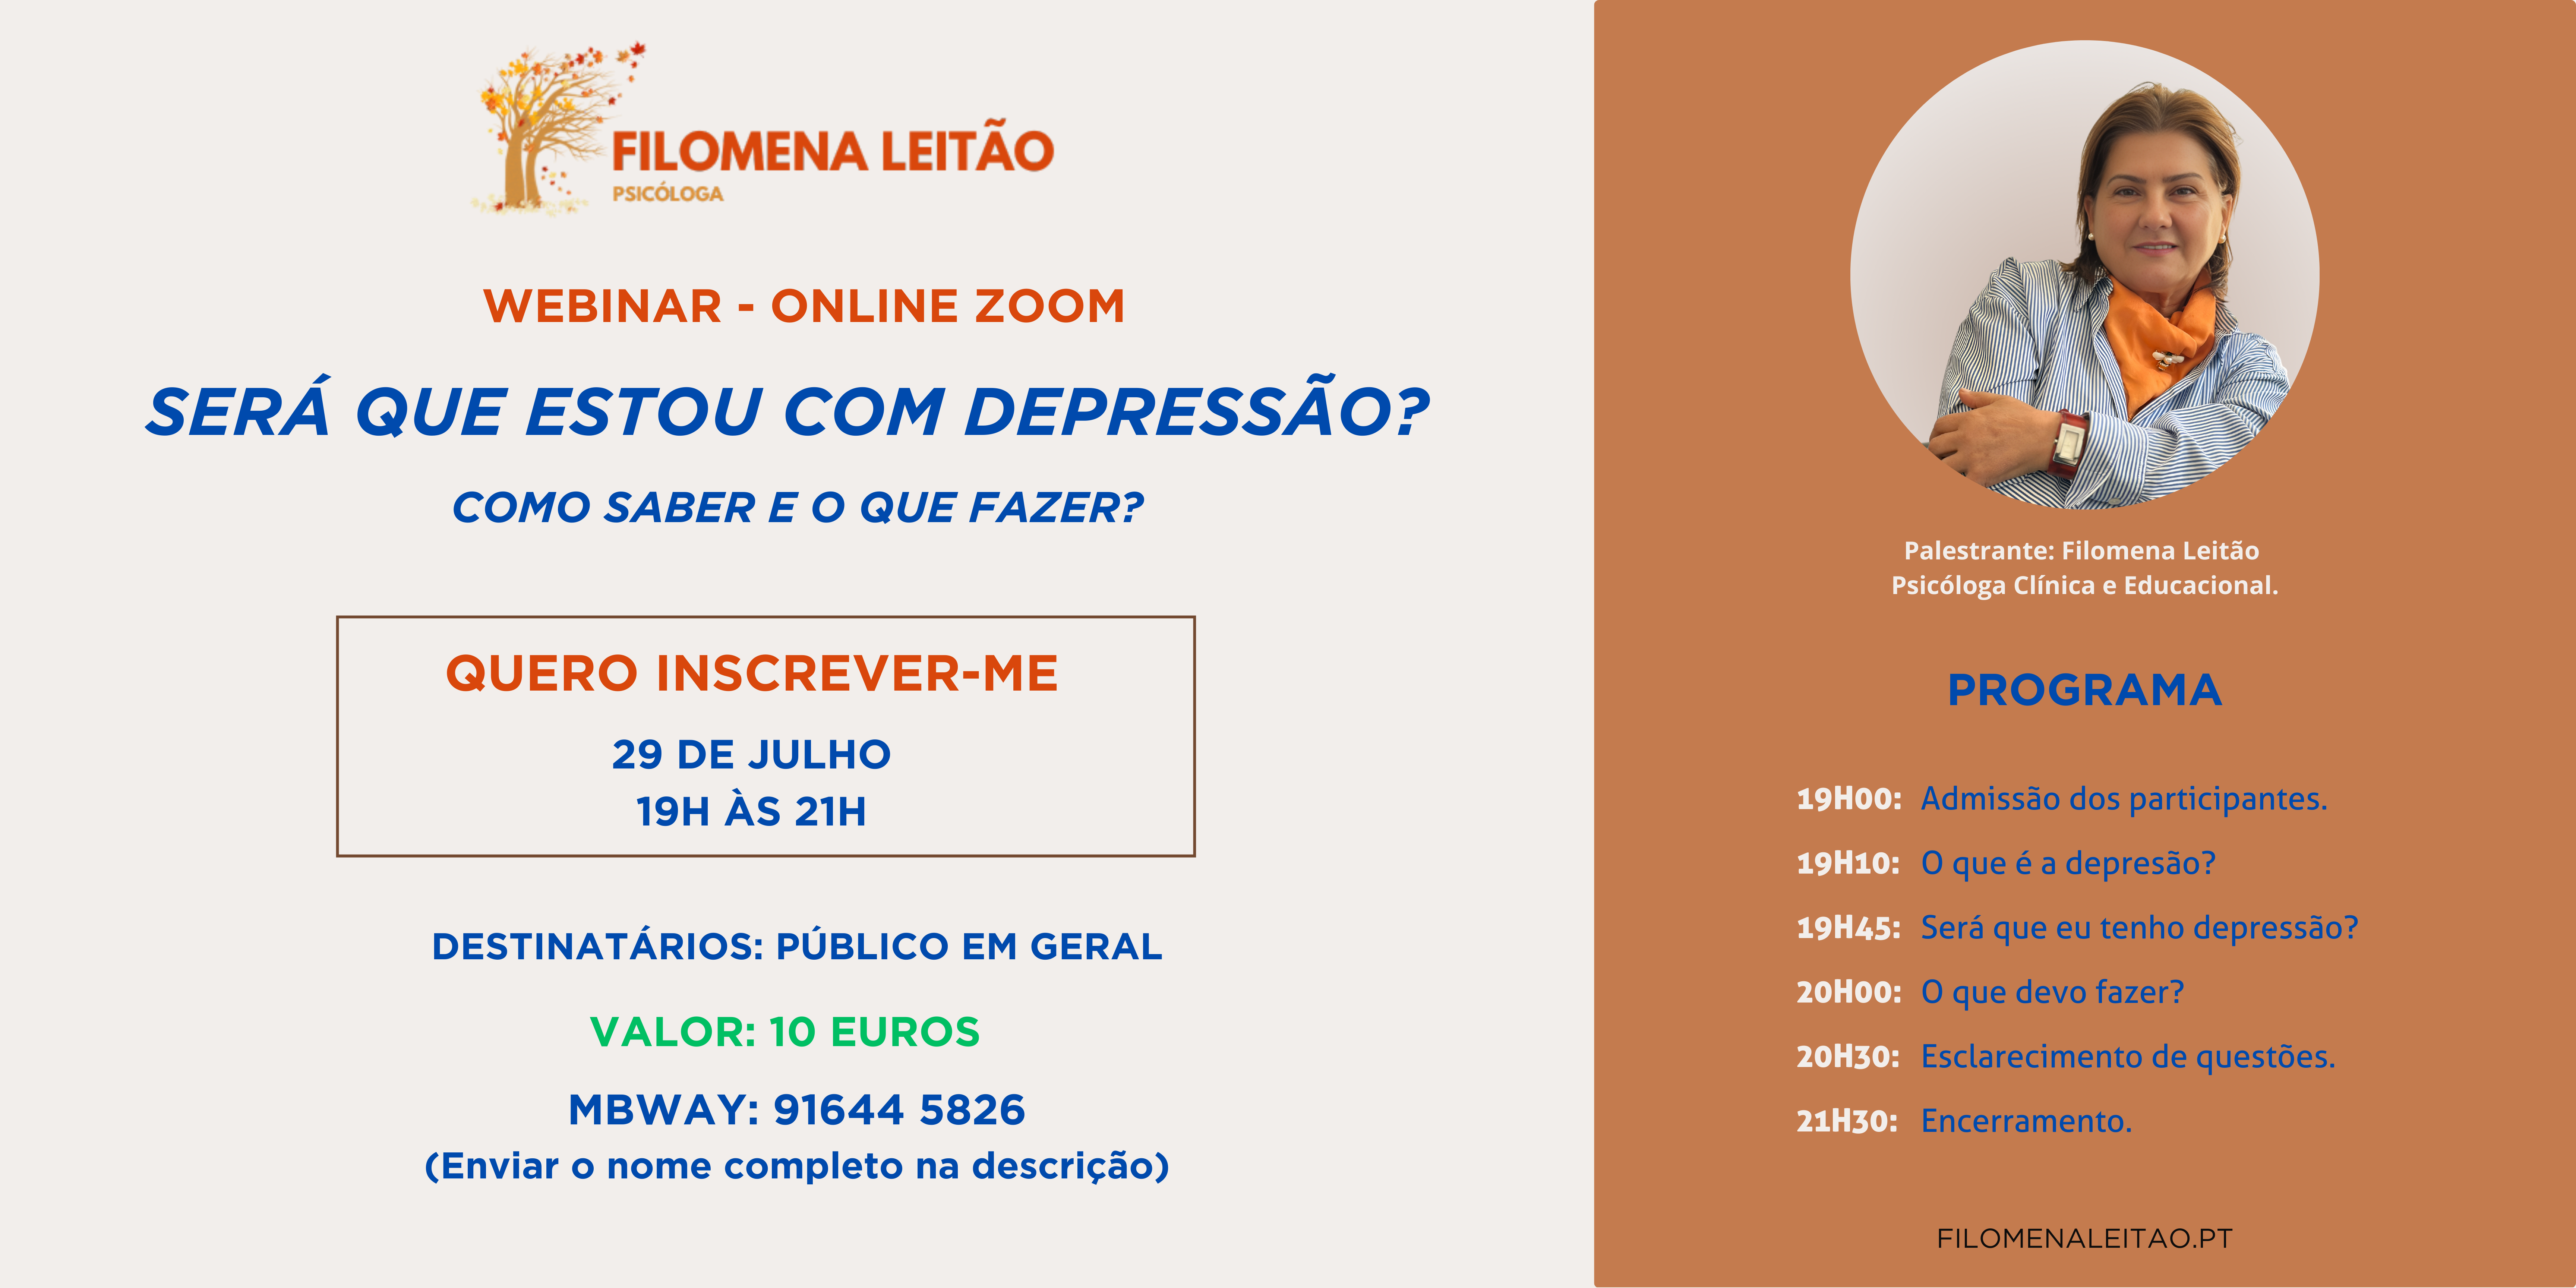 FILOMENA LEITÃO
PSICÓLOGA
WEBINAR - ONLINE ZOOM
SERÁ QUE ESTOU COM DEPRESSÃO?
COMO SABER E O QUE FAZER?
QUERO INSCREVER-ME
29 DE JULHO
19H ÀS 21H
DESTINATÁRIOS: PÚBLICO EM GERAL
VALOR: 10 EUROS
MBWAY: 91644 5826
(Enviar o nome completo na descrição)
Palestrante: Filomena Leitão
Psicóloga Clínica e Educacional.
PROGRAMA
19H00: Admissão dos participantes.
19H10: O que é a depresão?
19H45: Será que eu tenho depressão?
20H00: O que devo fazer?
20H30: Esclarecimento de questões.
21H30: Encerramento.
FILOMENALEITAO.PT